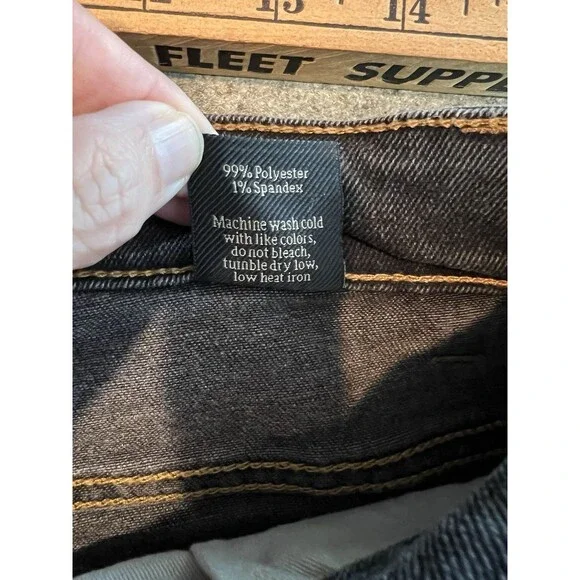 13 14
FLEET SUPP
99% Polyester
1% Spandex
Machine wash cold
with like colors,
do not bleach,
tumble dry low,
low heat iron